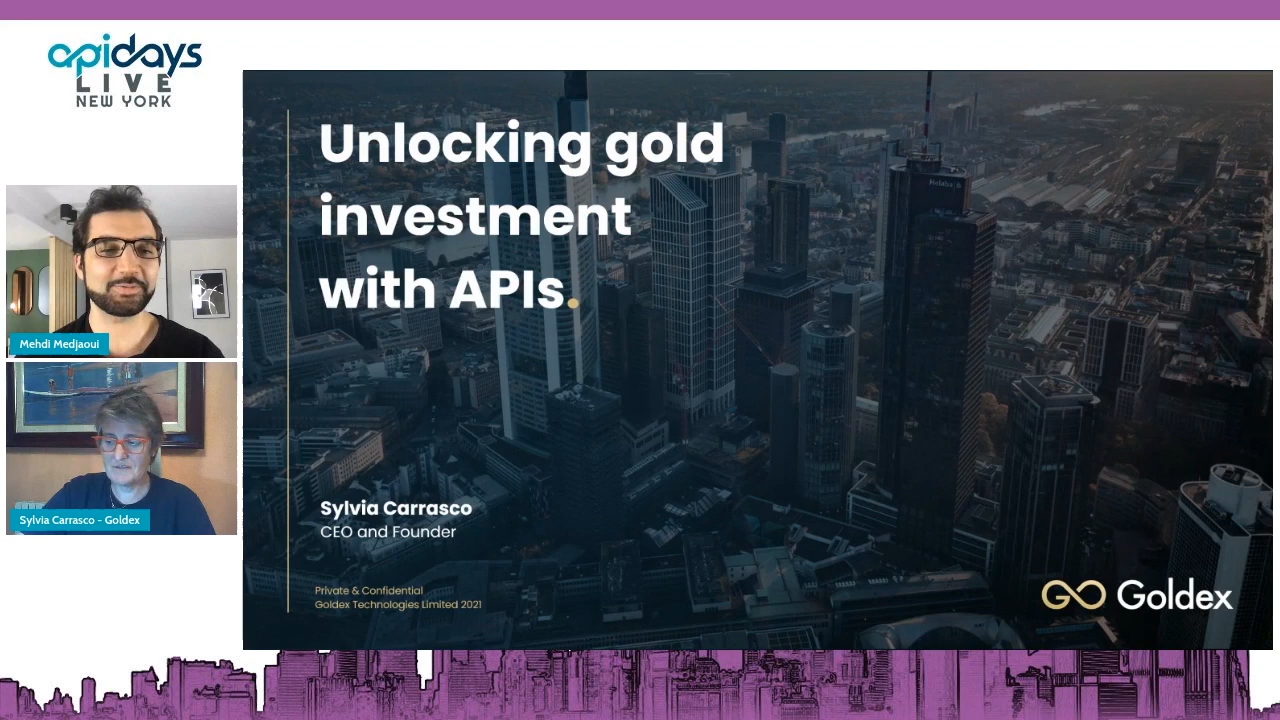 apidays
LIVE
NEW YORK
Unlocking gold
investment
with APIs.
Mehdi Medjaoui
Sylvia Carrasco - Goldex
Sylvia Carrasco
CEO and Founder
Private & Confidential
Goldex Technologies Limited 2021
Goldex